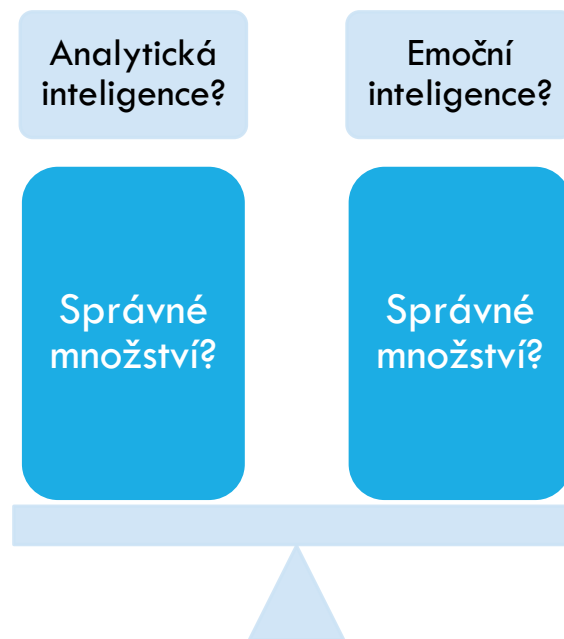 Analytická
inteligence?
Emoční
inteligence?
Správné
množství?
Správné
množství?